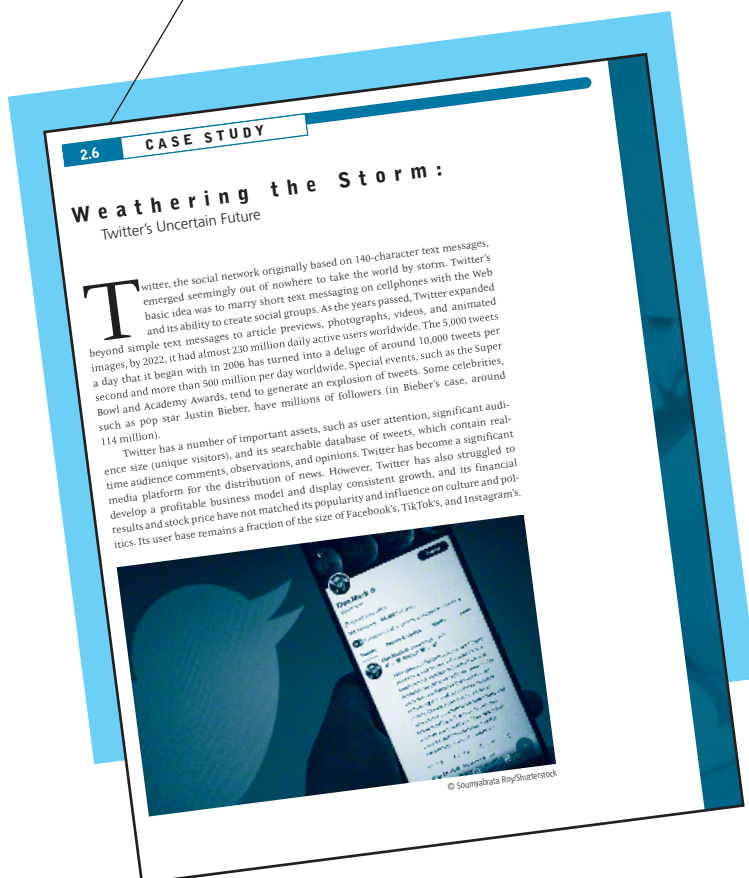 2.6 CASE STUDY
Weathering the Storm:
Twitter's Uncertain Future
Twitter, the social network originally based on 140-character text messages,
emerged seemingly out of nowhere to take the world by storm. Twitter's
basic idea was to marry short text messaging on cellphones with the Web
and its ability to create social groups. As the years passed, Twitter expanded
beyond simple text messages to article previews, photographs, videos, and animated
images, by 2022, it had almost 230 million daily active users worldwide. The 5,000 tweets
a day that it began with in 2006 has turned into a deluge of around 10,000 tweets per
second and more than 500 million per day worldwide. Special events, such as the Super
Bowl and Academy Awards, tend to generate an explosion of tweets. Some celebrities,
such as pop star Justin Bieber, have millions of followers (in Bieber's case, around
114 million).
Twitter has a number of important assets, such as user attention, significant audi-
ence size (unique visitors), and its searchable database of tweets, which contain real-
time audience comments, observations, and opinions. Twitter has become a significant
media platform for the distribution of news. However, Twitter has also struggled to
develop a profitable business model and display consistent growth, and its financial
results and stock price have not matched its popularity and influence on culture and pol-
itics. Its user base remains a fraction of the size of Facebook's, TikTok's, and Instagram's.
Elon Musk
© Soumyabrata Roy/Shutterstock